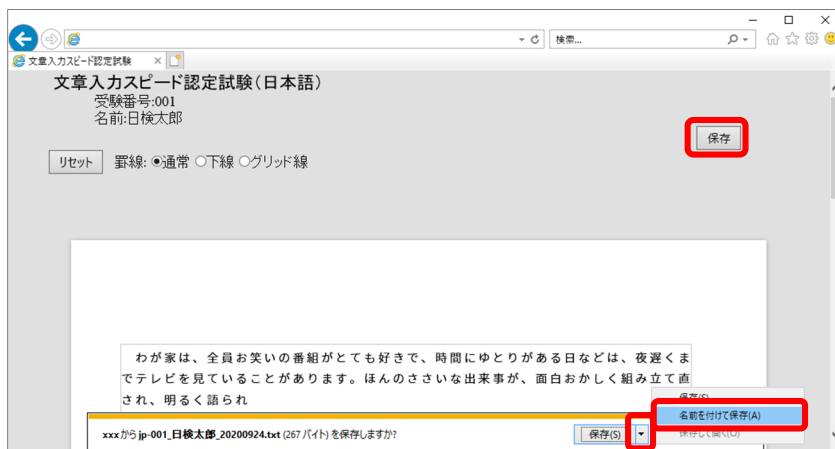 検索...
文章入力スピード認定試験
文章入力スピード認定試験(日本語)
受験番号:001
名前:日検太郎
保存
リセット 罫線: 通常 下線 グリッド線
わが家は、全員お笑いの番組がとても好きで、時間にゆとりがある日などは、夜遅くま
でテレビを見ていることがあります。ほんのささいな出来事が、面白おかしく組み立て直
され、明るく語られ
保存(S)
名前を付けて保存(A)
保存して開く(O)
xxxから jp-001_日検太郎_20200924.txt (267 バイト) を保存しますか?
保存(S)